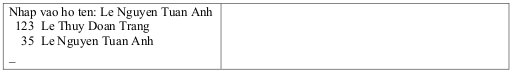 Nhap vao ho ten: Le Nguyen Tuan Anh
123 Le Thuy Doan Trang
35 Le Nguyen Tuan Anh
_